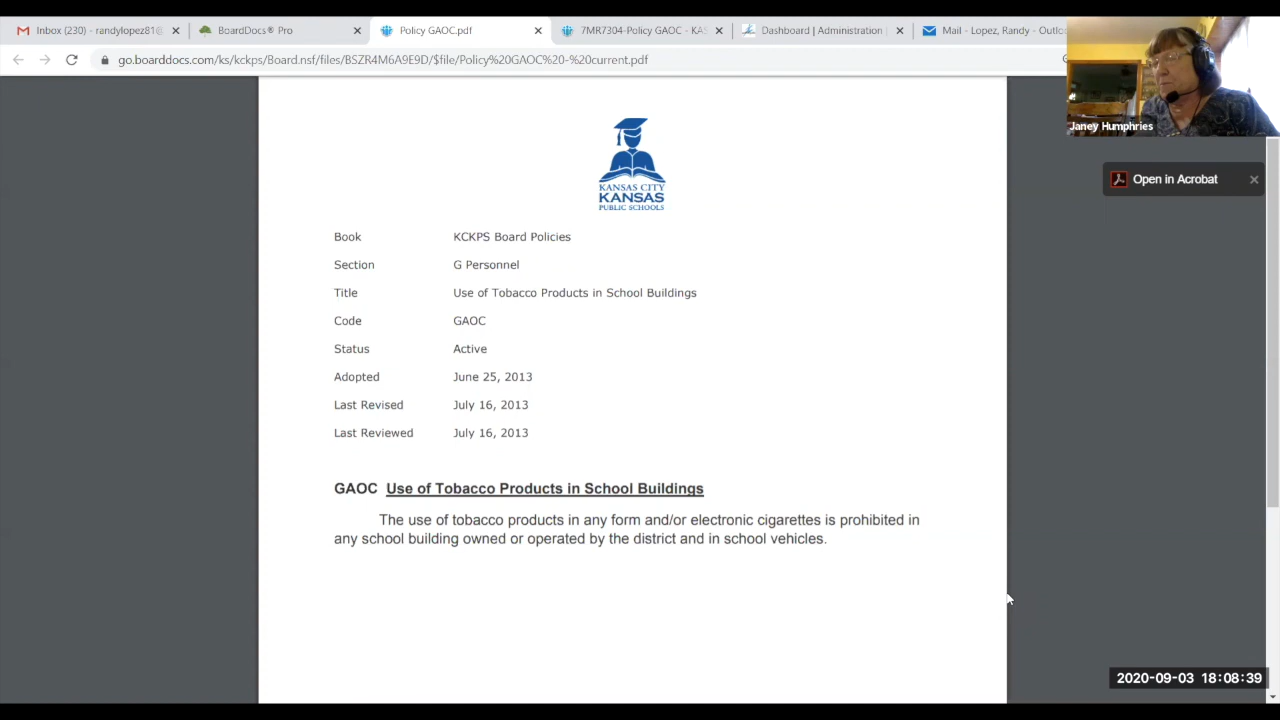 Inbox (230) - randylopez81@
BoardDocs® Pro
Policy GAOC.pdf
7MR7304-Policy GAOC - KAS
Dashboard | Administration
Mail - Lopez, Randy - Outlo
go.boarddocs.com/ks/kckps/Board.nsf/files/BSZR4M6A9E9D/$file/Policy%20GAOC%20-%20current.pdf
Janey Humphries
Open in Acrobat
KANSAS CITY
KANSAS
PUBLIC SCHOOLS
Book KCKPS Board Policies
Section G Personnel
Title Use of Tobacco Products in School Buildings
Code GAOC
Status Active
Adopted June 25, 2013
Last Revised July 16, 2013
Last Reviewed July 16, 2013
GAOC Use of Tobacco Products in School Buildings
The use of tobacco products in any form and/or electronic cigarettes is prohibited in
any school building owned or operated by the district and in school vehicles.
2020-09-03 18:08:39